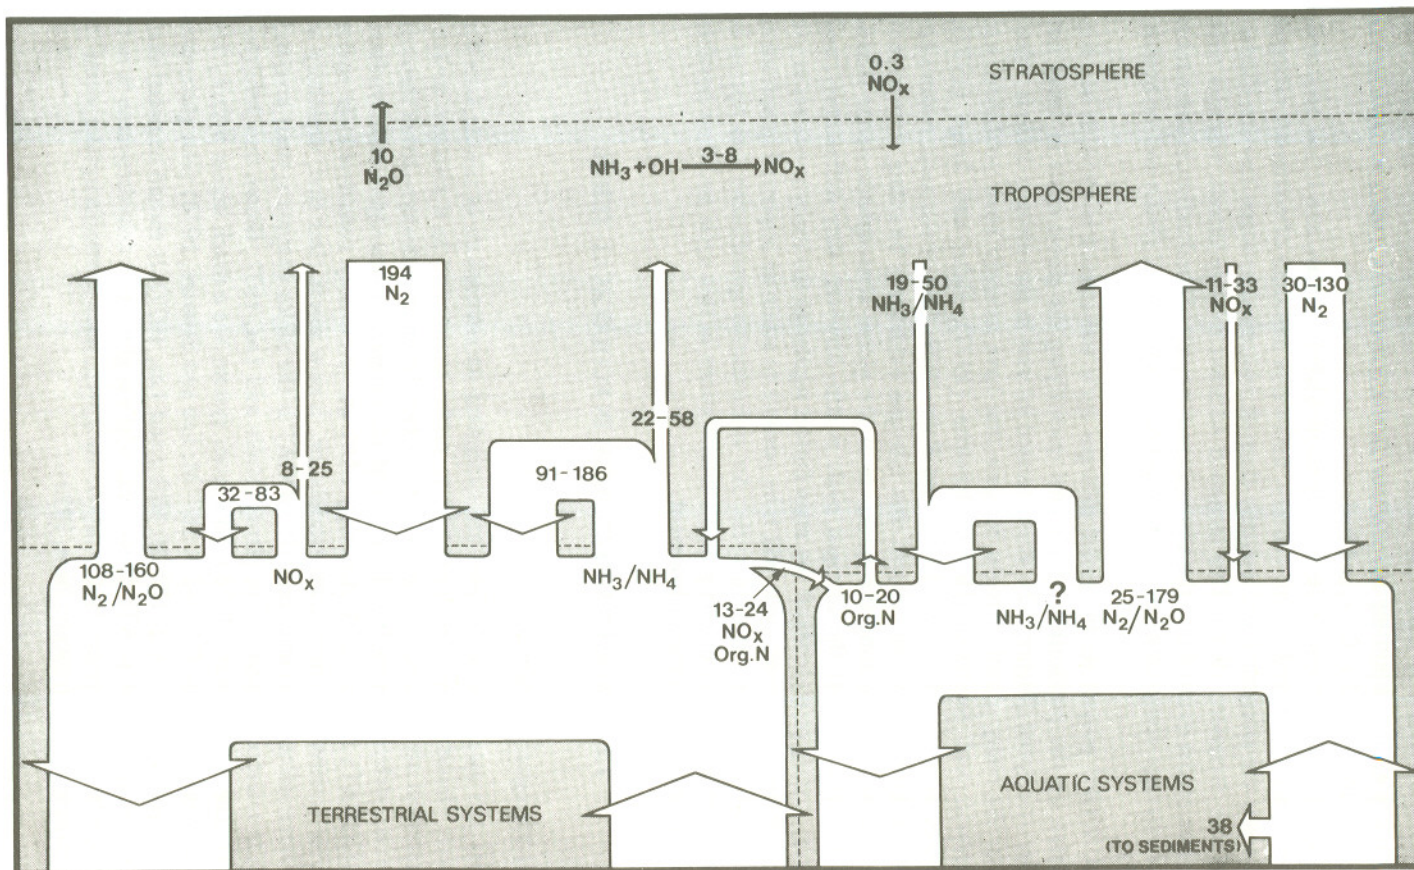 0.3
NOx
STRATOSPHERE
10
N2O
NH3+OH 3-8 NOx
TROPOSPHERE
194
N2
19-50
NH3/NH4
11-33
NOx
30-130
N2
22-58
8-25
32-83
91-186
108-160
N2/N2O
NOx
NH3/NH4
13-24
NOx
Org.N
10-20
Org.N
?
NH3/NH4
25-179
N2/N2O
TERRESTRIAL SYSTEMS
AQUATIC SYSTEMS
38
(TO SEDIMENTS)